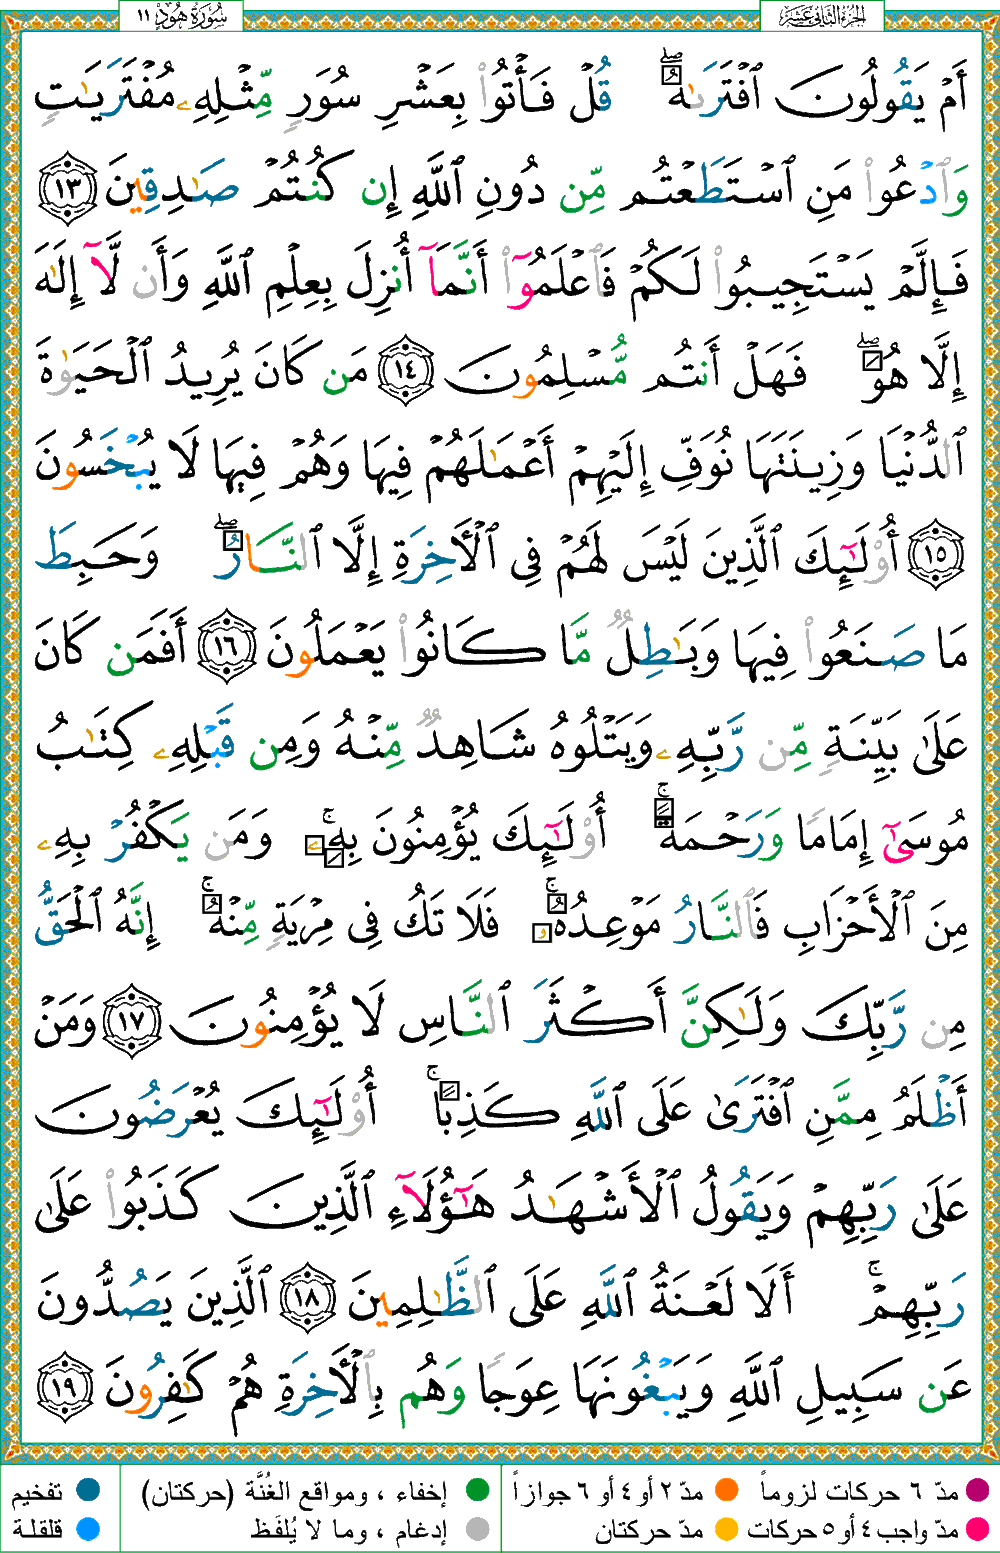 الجزء الثاني عشر
سورة هود ١١
أَمْ يَقُولُونَ ٱفْتَرَىٰهُ ۖ قُلْ فَأْتُوا۟ بِعَشْرِ سُوَرٍ مِّثْلِهِۦ مُفْتَرَيَـٰتٍ
وَٱدْعُوا۟ مَنِ ٱسْتَطَعْتُم مِّن دُونِ ٱللَّهِ إِن كُنتُمْ صَـٰدِقِينَ ١٣
فَإِلَّمْ يَسْتَجِيبُوا۟ لَكُمْ فَٱعْلَمُوٓا۟ أَنَّمَآ أُنزِلَ بِعِلْمِ ٱللَّهِ وَأَن لَّآ إِلَـٰهَ
إِلَّا هُوَ ۖ فَهَلْ أَنتُم مُّسْلِمُونَ ١٤ مَن كَانَ يُرِيدُ ٱلْحَيَوٰةَ
ٱلدُّنْيَا وَزِينَتَهَا نُوَفِّ إِلَيْهِمْ أَعْمَـٰلَهُمْ فِيهَا وَهُمْ فِيهَا لَا يُبْخَسُونَ
١٥ أُو۟لَـٰٓئِكَ ٱلَّذِينَ لَيْسَ لَهُمْ فِى ٱلْـَٔاخِرَةِ إِلَّا ٱلنَّارُ ۖ وَحَبِطَ
مَا صَنَعُوا۟ فِيهَا وَبَـٰطِلٌ مَّا كَانُوا۟ يَعْمَلُونَ ١٦ أَفَمَن كَانَ
عَلَىٰ بَيِّنَةٍ مِّن رَّبِّهِۦ وَيَتْلُوهُ شَاهِدٌ مِّنْهُ وَمِن قَبْلِهِۦ كِتَـٰبُ
مُوسَىٰٓ إِمَامًا وَرَحْمَةً ۚ أُو۟لَـٰٓئِكَ يُؤْمِنُونَ بِهِۦ ۚ وَمَن يَكْفُرْ بِهِۦ
مِنَ ٱلْأَحْزَابِ فَٱلنَّارُ مَوْعِدُهُۥ ۚ فَلَا تَكُ فِى مِرْيَةٍ مِّنْهُ ۚ إِنَّهُ ٱلْحَقُّ
مِن رَّبِّكَ وَلَـٰكِنَّ أَكْثَرَ ٱلنَّاسِ لَا يُؤْمِنُونَ ١٧ وَمَنْ
أَظْلَمُ مِمَّنِ ٱفْتَرَىٰ عَلَى ٱللَّهِ كَذِبًا ۚ أُو۟لَـٰٓئِكَ يُعْرَضُونَ
عَلَىٰ رَبِّهِمْ وَيَقُولُ ٱلْأَشْهَـٰدُ هَـٰٓؤُلَآءِ ٱلَّذِينَ كَذَبُوا۟ عَلَىٰ
رَبِّهِمْ ۚ أَلَا لَعْنَةُ ٱللَّهِ عَلَى ٱلظَّـٰلِمِينَ ١٨ ٱلَّذِينَ يَصُدُّونَ
عَن سَبِيلِ ٱللَّهِ وَيَبْغُونَهَا عِوَجًا وَهُم بِٱلْـَٔاخِرَةِ هُمْ كَـٰفِرُونَ ١٩
مدّ ٦ حركات لزوماً مدّ ٢ أو ٤ أو ٦ جوازاً إخفاء ، ومواقع الغُنَّة (حركتان) تفخيم
مدّ واجب ٤ أو ٥ حركات مدّ حركتان إدغام ، وما لا يُلفَظ قلقلة